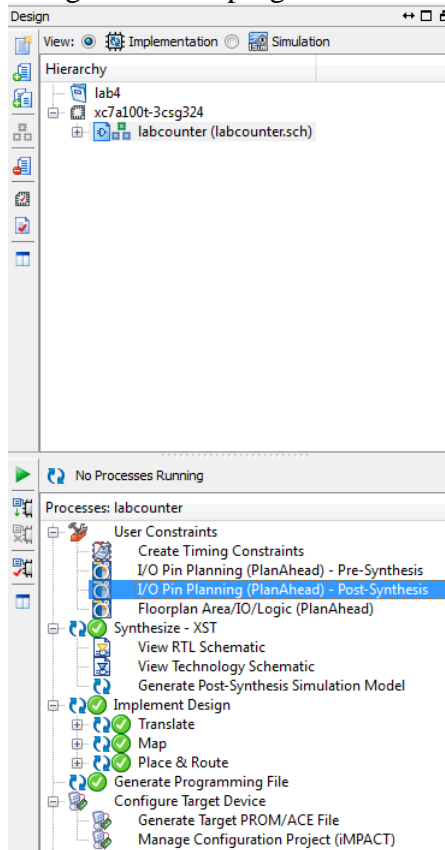 Design
View: Implementation Simulation
Hierarchy
lab4
xc7a100t-3csg324
labcounter (labcounter.sch)
No Processes Running
Processes: labcounter
User Constraints
Create Timing Constraints
I/O Pin Planning (PlanAhead) - Pre-Synthesis
I/O Pin Planning (PlanAhead) - Post-Synthesis
Floorplan Area/IO/Logic (PlanAhead)
Synthesize - XST
View RTL Schematic
View Technology Schematic
Generate Post-Synthesis Simulation Model
Implement Design
Translate
Map
Place & Route
Generate Programming File
Configure Target Device
Generate Target PROM/ACE File
Manage Configuration Project (iMPACT)